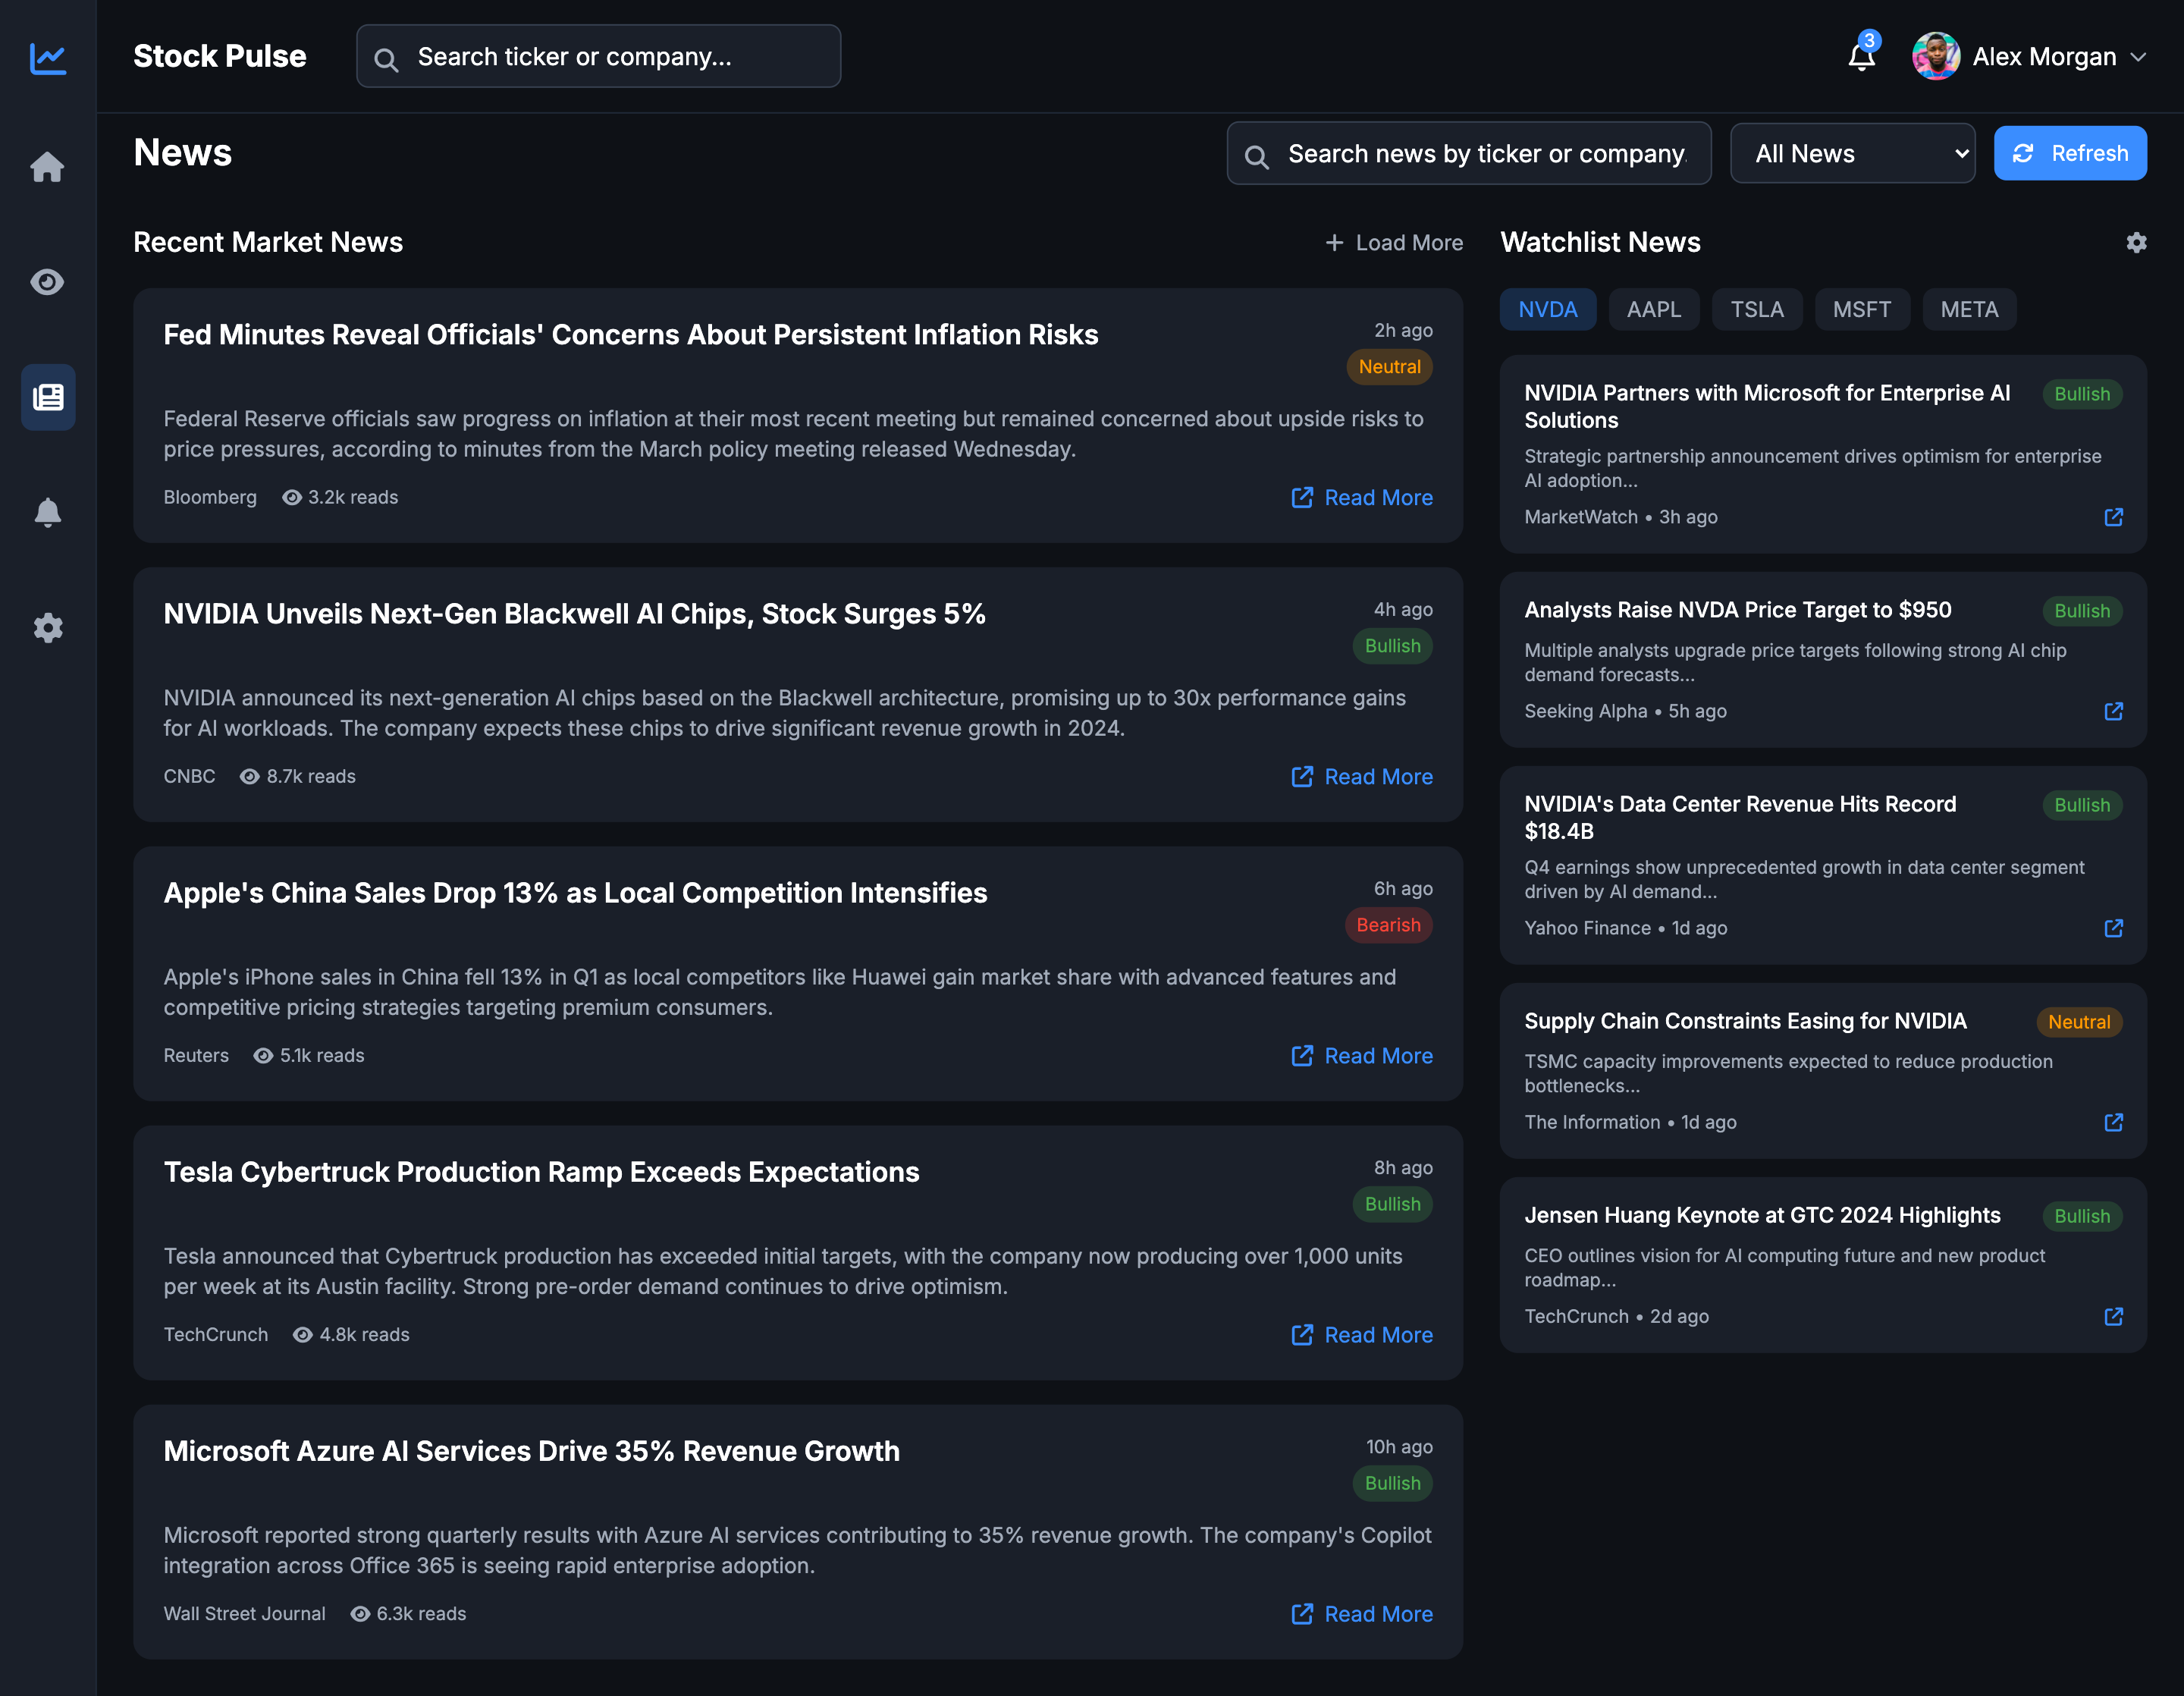 Stock Pulse
Search ticker or company...
3
Alex Morgan
News
Search news by ticker or company.
All News
Refresh
Recent Market News
Load More
Fed Minutes Reveal Officials' Concerns About Persistent Inflation Risks
2h ago
Neutral
Federal Reserve officials saw progress on inflation at their most recent meeting but remained concerned about upside risks to
price pressures, according to minutes from the March policy meeting released Wednesday.
Bloomberg 3.2k reads
Read More
NVIDIA Unveils Next-Gen Blackwell AI Chips, Stock Surges 5%
4h ago
Bullish
NVIDIA announced its next-generation AI chips based on the Blackwell architecture, promising up to 30x performance gains
for AI workloads. The company expects these chips to drive significant revenue growth in 2024.
CNBC 8.7k reads
Read More
Apple's China Sales Drop 13% as Local Competition Intensifies
6h ago
Bearish
Apple's iPhone sales in China fell 13% in Q1 as local competitors like Huawei gain market share with advanced features and
competitive pricing strategies targeting premium consumers.
Reuters 5.1k reads
Read More
Tesla Cybertruck Production Ramp Exceeds Expectations
8h ago
Bullish
Tesla announced that Cybertruck production has exceeded initial targets, with the company now producing over 1,000 units
per week at its Austin facility. Strong pre-order demand continues to drive optimism.
TechCrunch 4.8k reads
Read More
Microsoft Azure AI Services Drive 35% Revenue Growth
10h ago
Bullish
Microsoft reported strong quarterly results with Azure AI services contributing to 35% revenue growth. The company's Copilot
integration across Office 365 is seeing rapid enterprise adoption.
Wall Street Journal 6.3k reads
Read More
Watchlist News
NVDA AAPL TSLA MSFT META
NVIDIA Partners with Microsoft for Enterprise AI
Solutions
Bullish
Strategic partnership announcement drives optimism for enterprise
AI adoption...
MarketWatch • 3h ago
Analysts Raise NVDA Price Target to $950
Bullish
Multiple analysts upgrade price targets following strong AI chip
demand forecasts...
Seeking Alpha • 5h ago
NVIDIA's Data Center Revenue Hits Record
$18.4B
Bullish
Q4 earnings show unprecedented growth in data center segment
driven by AI demand...
Yahoo Finance • 1d ago
Supply Chain Constraints Easing for NVIDIA
Neutral
TSMC capacity improvements expected to reduce production
bottlenecks...
The Information • 1d ago
Jensen Huang Keynote at GTC 2024 Highlights
Bullish
CEO outlines vision for AI computing future and new product
roadmap...
TechCrunch • 2d ago